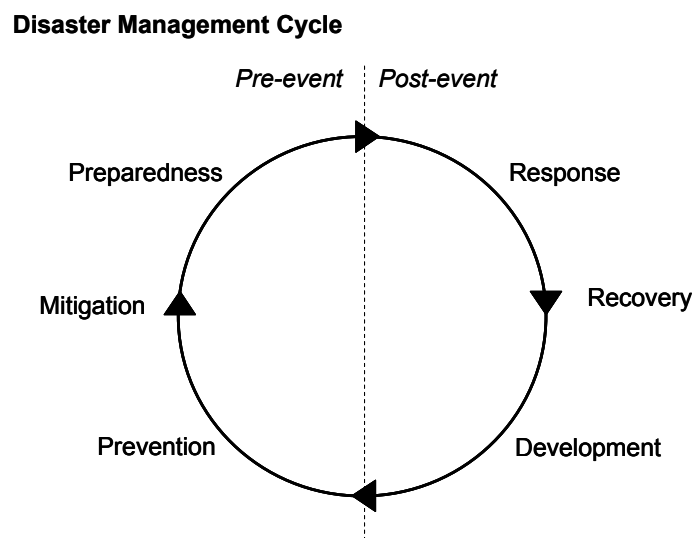 Disaster Management Cycle
Pre-event Post-event
Preparedness Response
Mitigation Recovery
Prevention Development